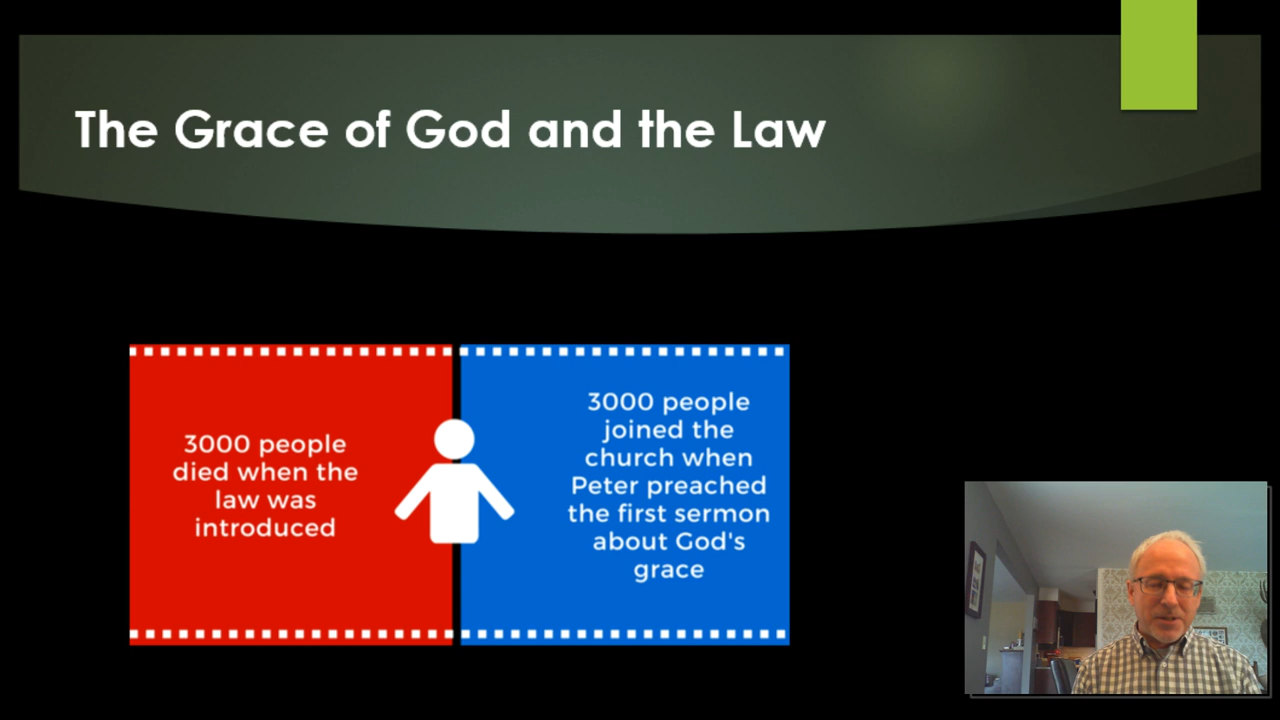 The Grace of God and the Law
3000 people
died when the
law was
introduced
3000 people
joined the
church when
Peter preached
the first sermon
about God's
grace